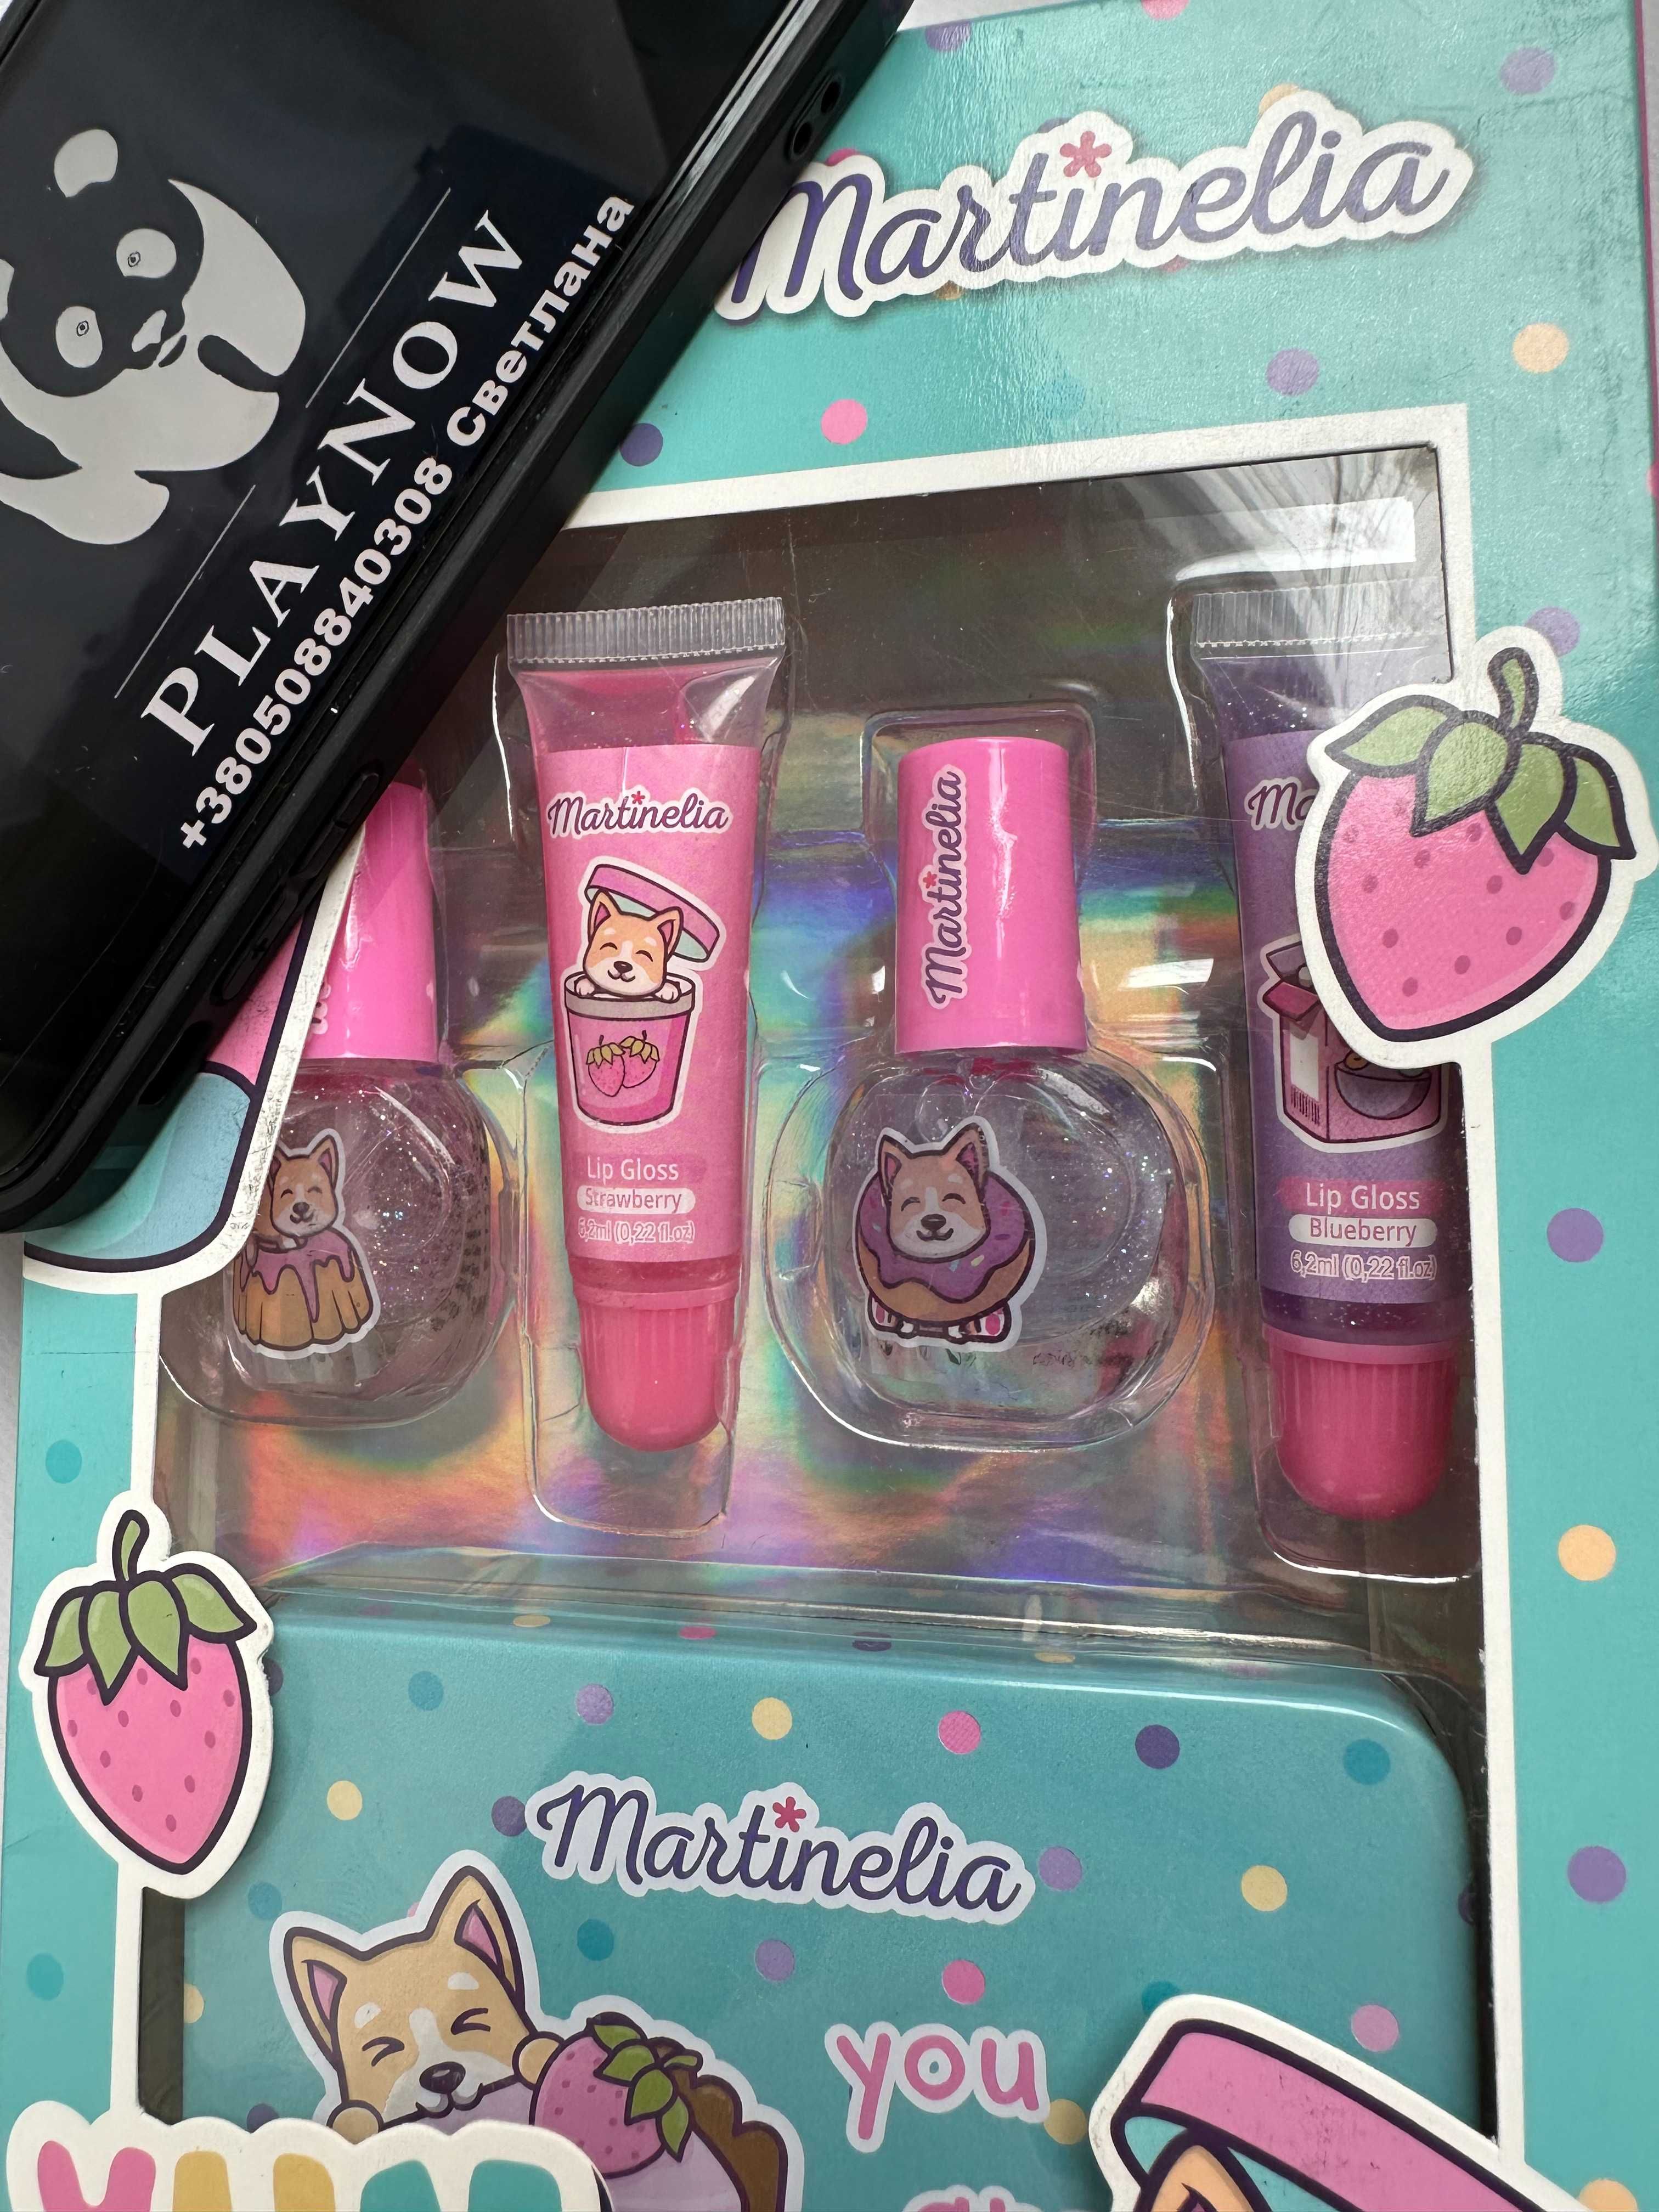 Martinelia
PLAYNOW
+380508840308 Светлана
Martinelia
Lip Gloss
Strawberry
6,2ml (0,22 fl.oz)
Martinelia
Lip Gloss
Blueberry
6,2ml (0,22 fl.oz)
Martinelia
you
YUM